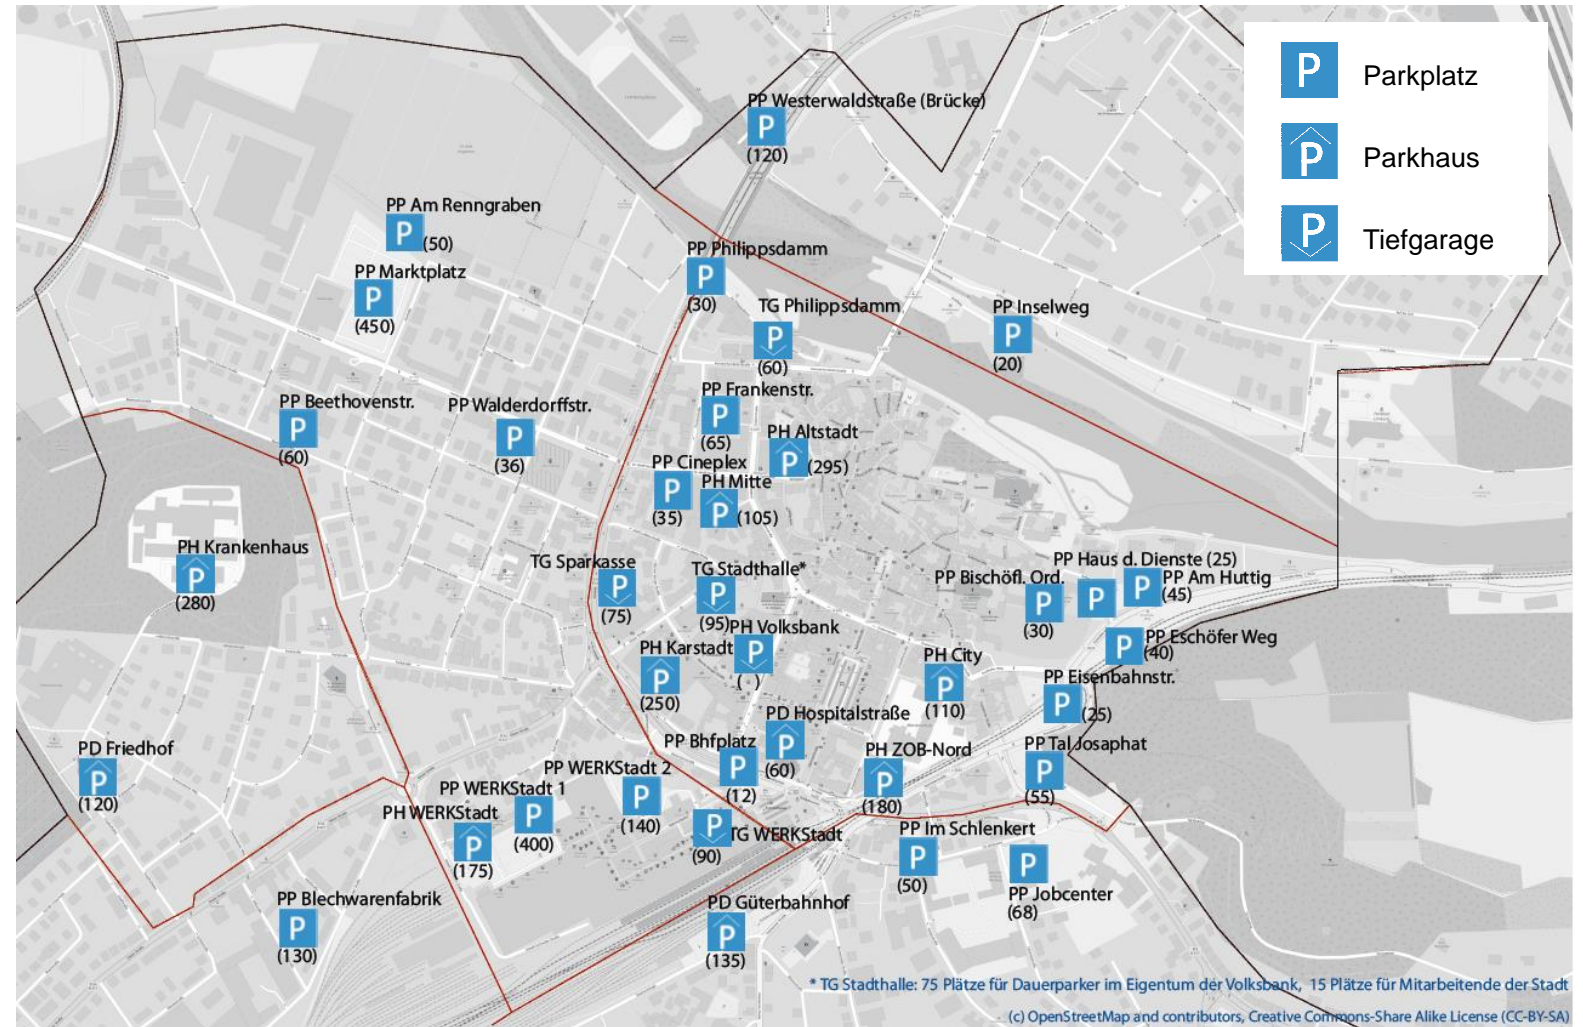 PP Westerwaldstraße (Brücke)
(120)
Parkplatz
Parkhaus
Tiefgarage
PP Am Renngraben
(50)
PP Marktplatz
(450)
PP Philippsdamm
(30)
TG Philippsdamm
(60)
PP Inselweg
(20)
PP Beethovenstr.
(60)
PP Walderdorffstr.
(36)
PP Frankenstr.
(65)
PH Altstadt
(295)
PP Cineplex
(35)
PH Mitte
(105)
PH Krankenhaus
(280)
TG Sparkasse
(75)
TG Stadthalle*
(95)
PH Volksbank
( )
PP Haus d. Dienste (25)
PP Bischöfl. Ord.
(30)
PP Am Huttig
(45)
PP Eschöfer Weg
(40)
PH Karstadt
(250)
PH City
(110)
PP Eisenbahnstr.
(25)
PD Hospitalstraße
(60)
PP Bhfplatz
(12)
PH ZOB-Nord
(180)
PP Tal Josaphat
(55)
PD Friedhof
(120)
PP WERKStadt 2
(140)
PP WERKStadt 1
(400)
PH WERKStadt
(175)
TG WERKStadt
(90)
PP Im Schlenkert
(50)
PP Jobcenter
(68)
PP Blechwarenfabrik
(130)
PD Güterbahnhof
(135)
* TG Stadthalle: 75 Plätze für Dauerparker im Eigentum der Volksbank, 15 Plätze für Mitarbeitende der Stadt
(c) OpenStreetMap and contributors, Creative Commons-Share Alike License (CC-BY-SA)